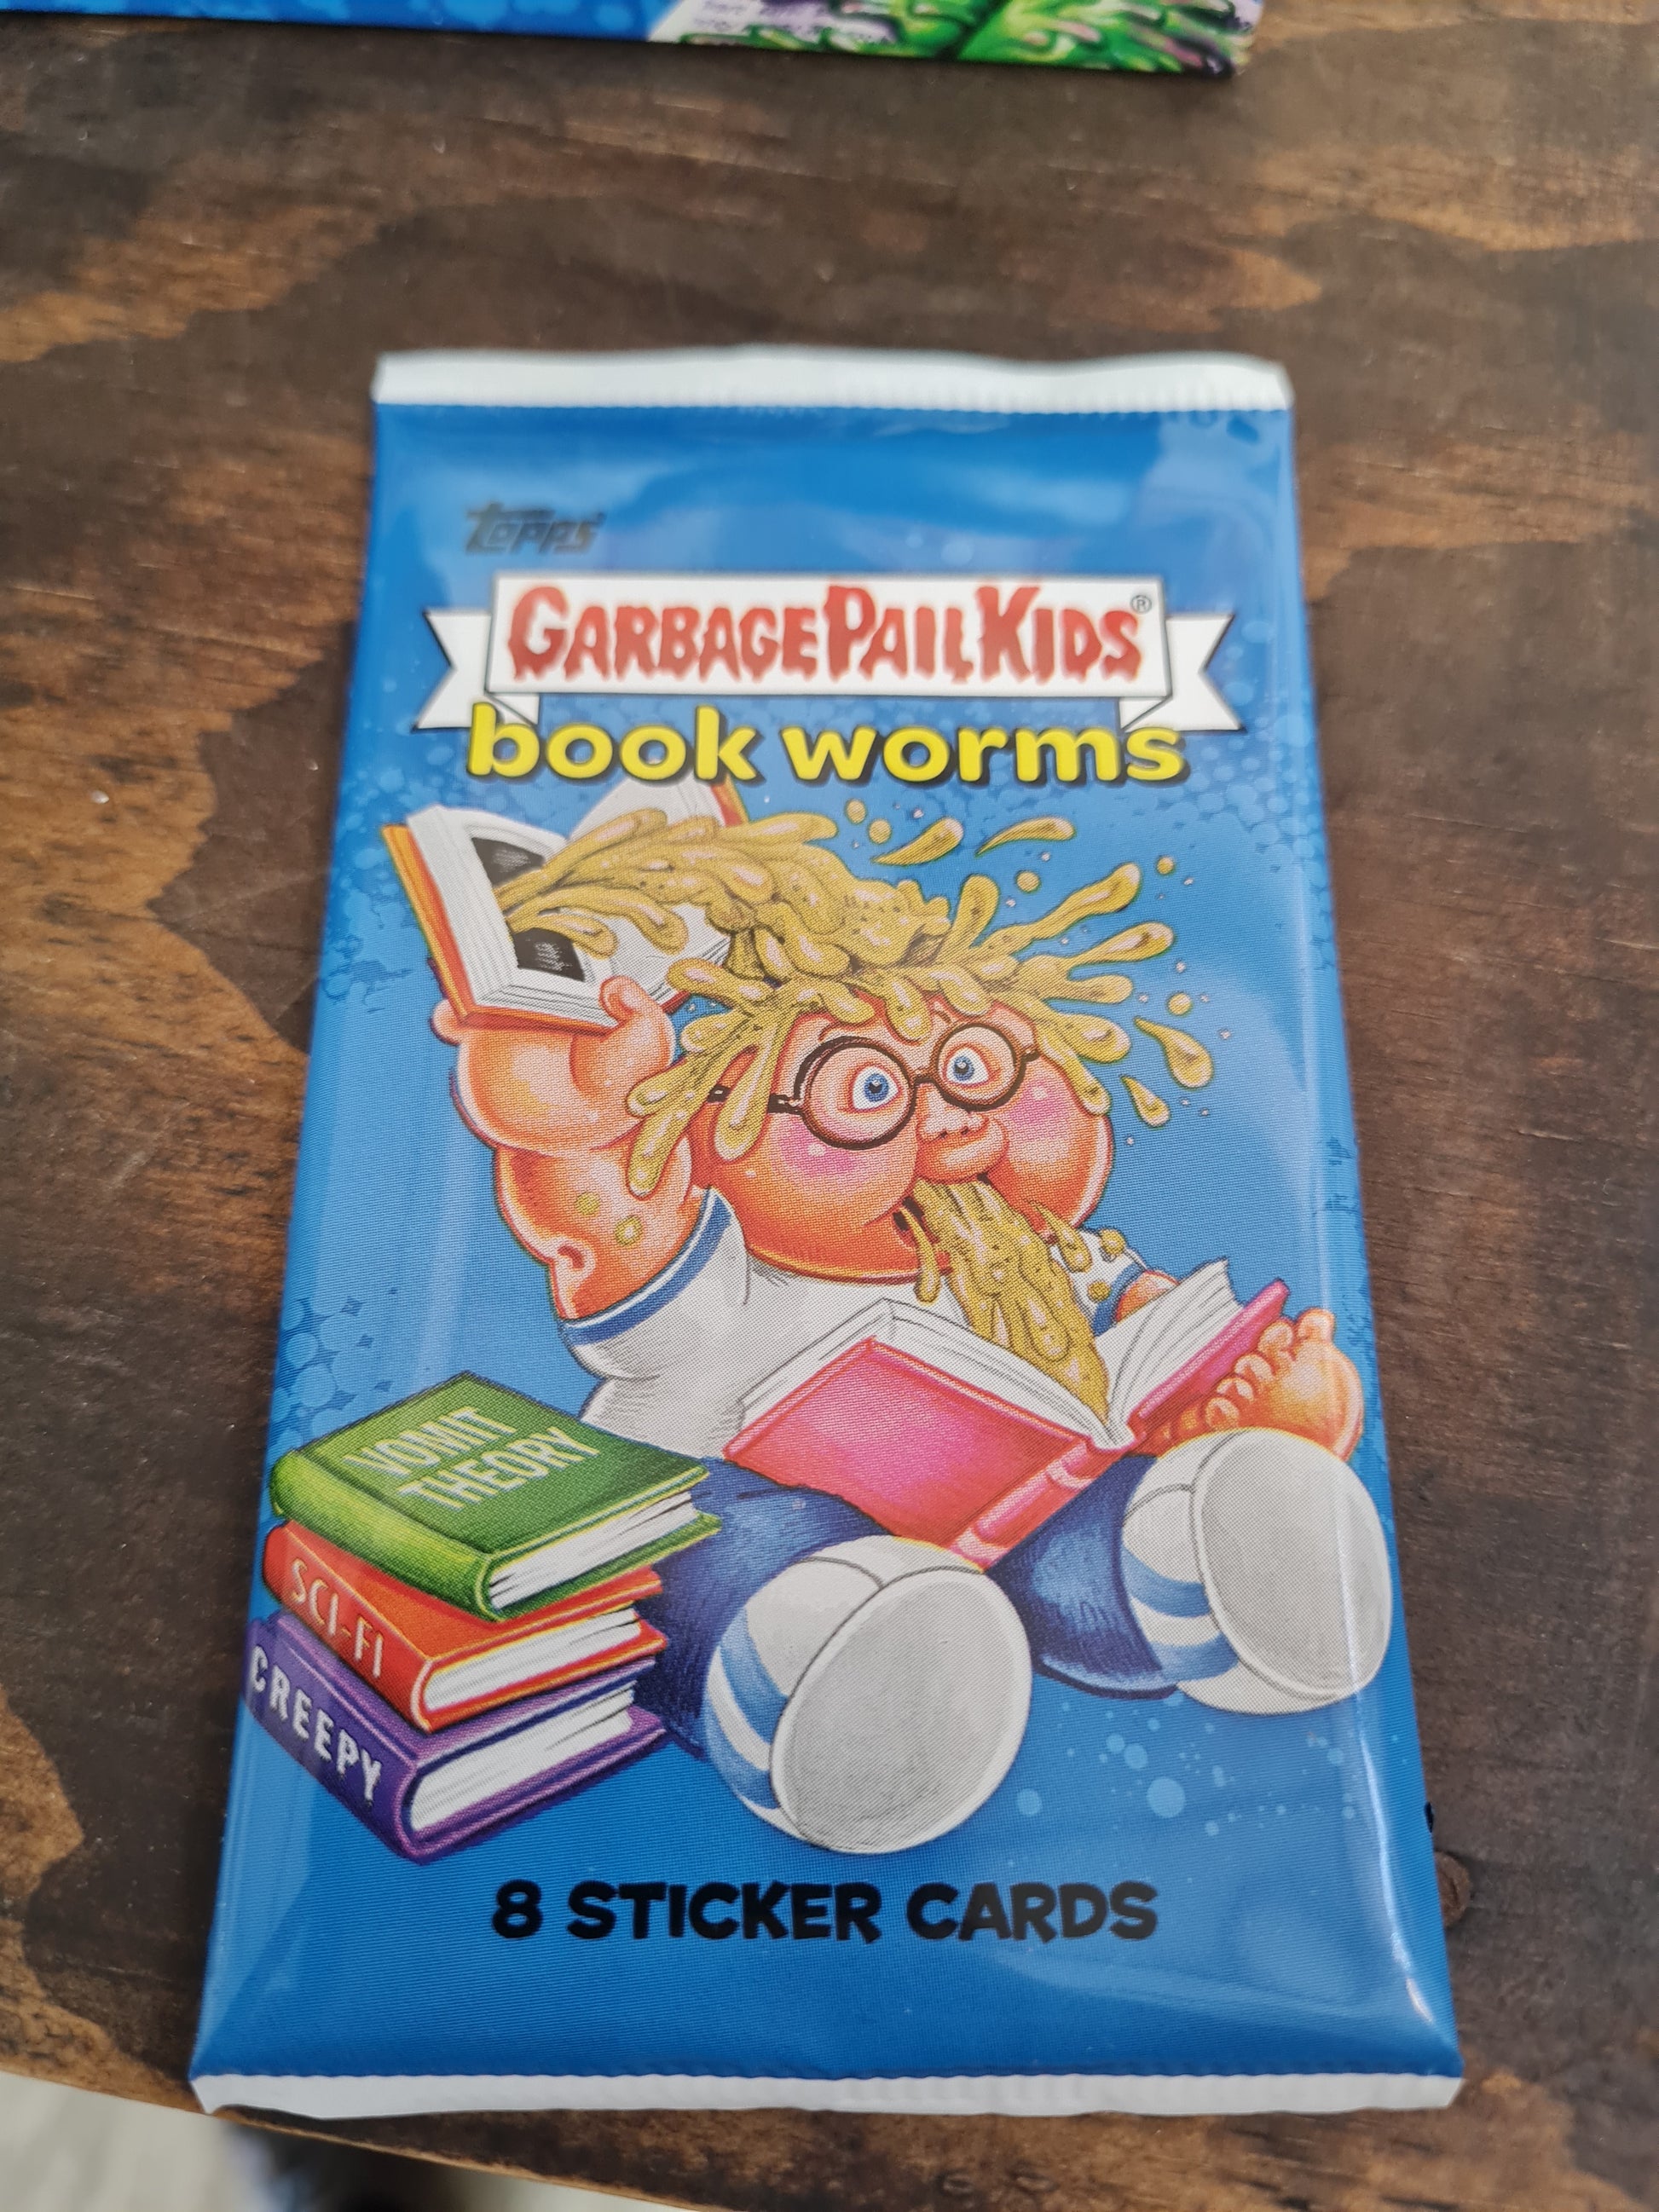 topps
GARBAGE PAIL KIDS®
book worms
VOMIT
THEORY
SCI-FI
CREEPY
8 STICKER CARDS